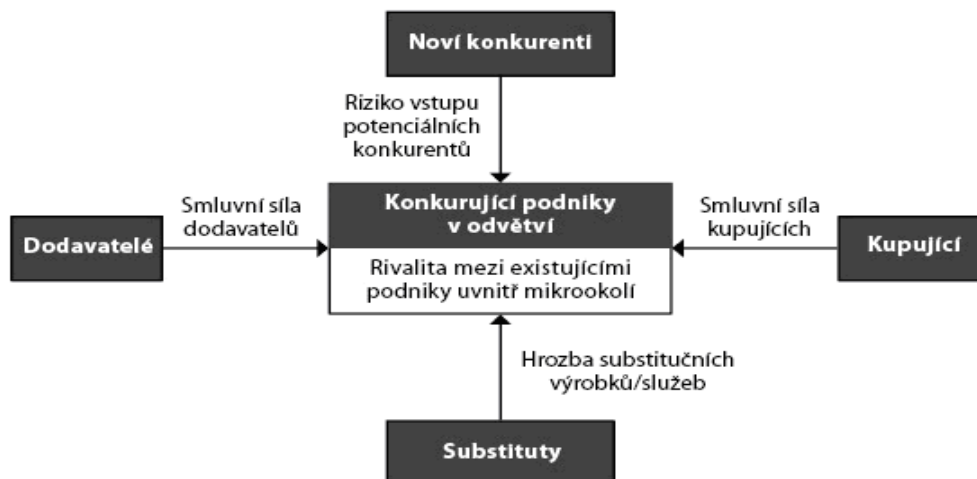 Noví konkurenti
Riziko vstupu
potenciálních
konkurentů
Konkurující podniky
v odvětví
Smluvní síla
dodavatelů
Smluvní síla
kupujících
Dodavatelé
Kupující
Rivalita mezi existujícími
podniky uvnitř mikrookolí
Hrozba substitučních
výrobků/služeb
Substituty